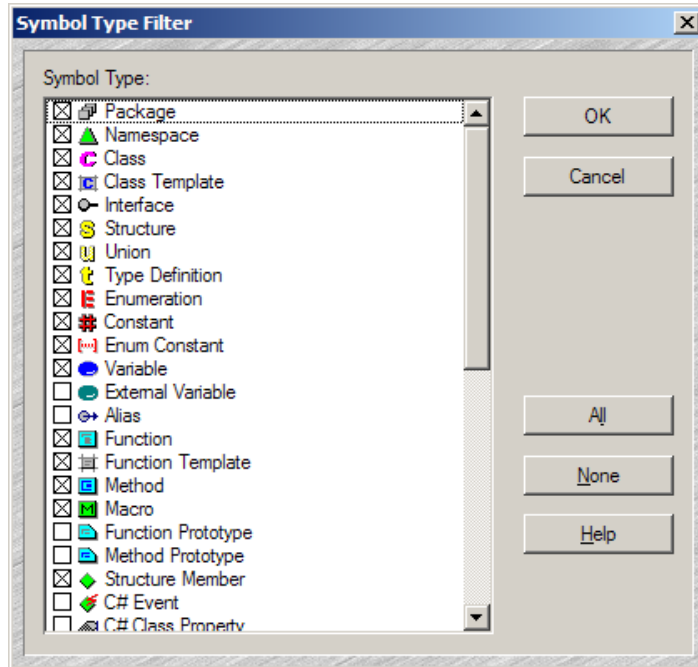 Symbol Type Filter
Symbol Type:
Package
Namespace
Class
Class Template
Interface
Structure
Union
Type Definition
Enumeration
Constant
Enum Constant
Variable
External Variable
Alias
Function
Function Template
Method
Macro
Function Prototype
Method Prototype
Structure Member
C# Event
C# Class Property
OK
Cancel
All
None
Help